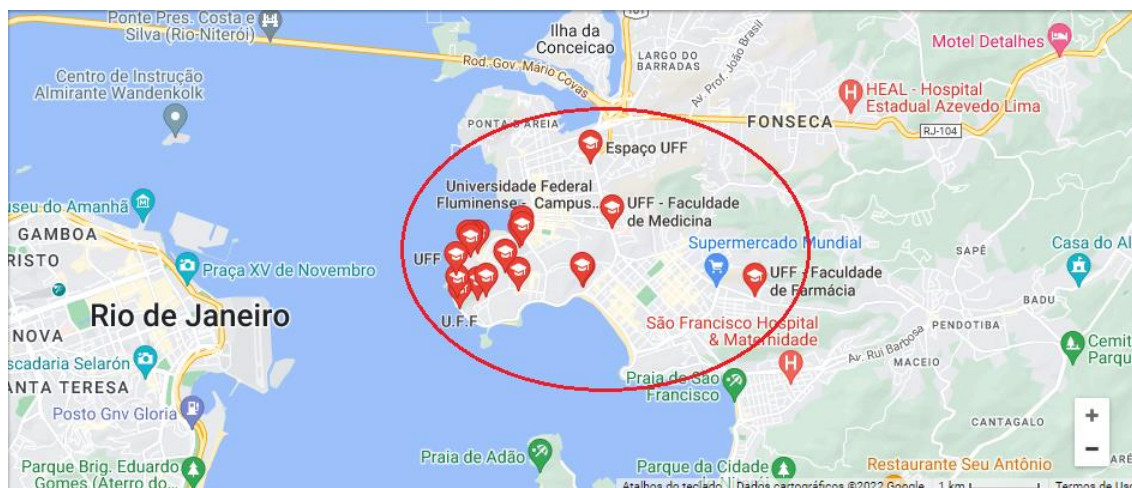 Ponte Pres. Costa e
Silva (Rio-Niterói)
Ilha da
Conceicao
LARGO DO
BARRADAS
Av. Prof. João Brasil
Motel Detalhes
Centro de Instrução
Almirante Wandenkolk
Rod. Gov. Mário Covas
HEAL - Hospital
Estadual Azevedo Lima
PONTA D'AREIA
FONSECA
RJ-104
Espaço UFF
Universidade Federal
Fluminense - Campus...
UFF - Faculdade
de Medicina
useu do Amanhã
GAMBOA
RISTO
UFF
Supermercado Mundial
SAPÊ
Casa do Al
Praça XV de Novembro
UFF - Faculdade
de Farmácia
BADU
Rio de Janeiro
U.F.F
São Francisco Hospital
& Maternidade
PENDOTIBA
NOVA
Av. Rui Barbosa
MACEIO
Cemit
Parqu
scadaria Selarón
ANTA TERESA
Praia de São
Francisco
Posto Gnv Gloria
CANTAGALO
+
−
Praia de Adão
Parque Brig. Eduardo
Gomes (Aterro do...
Parque da Cidade
Restaurante Seu Antônio
Atalhos do teclado
Dados cartográficos ©2022 Google
1 km
Termos de Uso